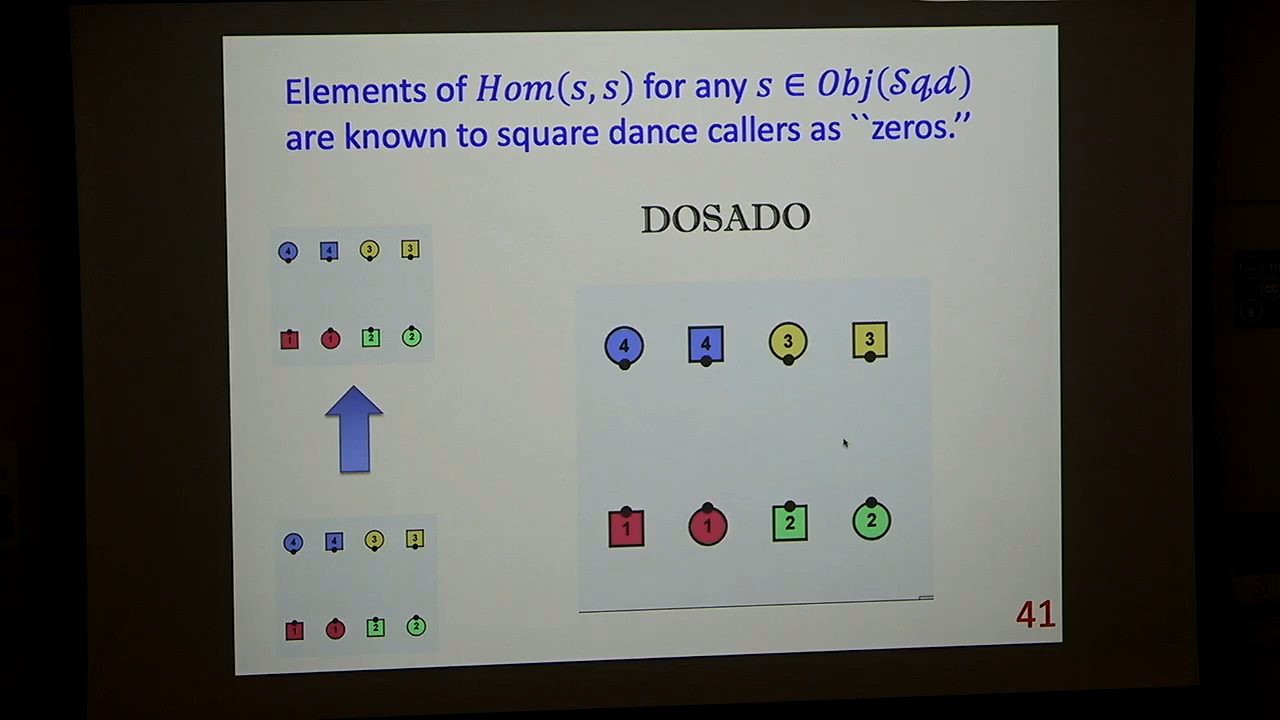 Elements of Hom(s, s) for any s ∈ Obj(Sqd)
are known to square dance callers as ``zeros.''
DOSADO
4 4 3 3
1 1 2 2
4 4 3 3
1 1 2 2
4 4 3 3
1 1 2 2
41